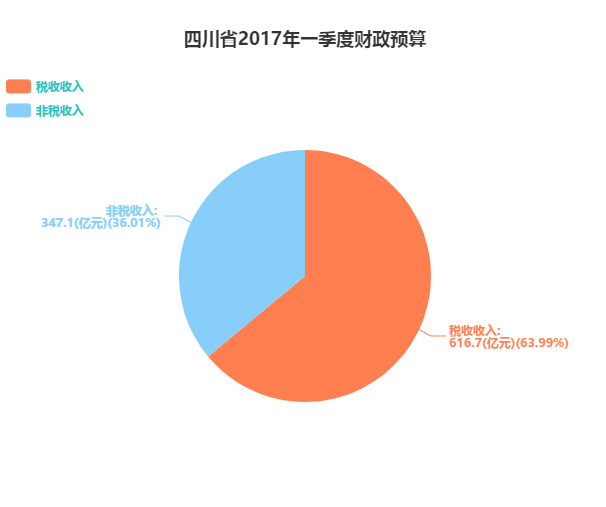 四川省2017年一季度财政预算
税收收入
非税收入
非税收入:
347.1(亿元)(36.01%)
税收收入:
616.7(亿元)(63.99%)